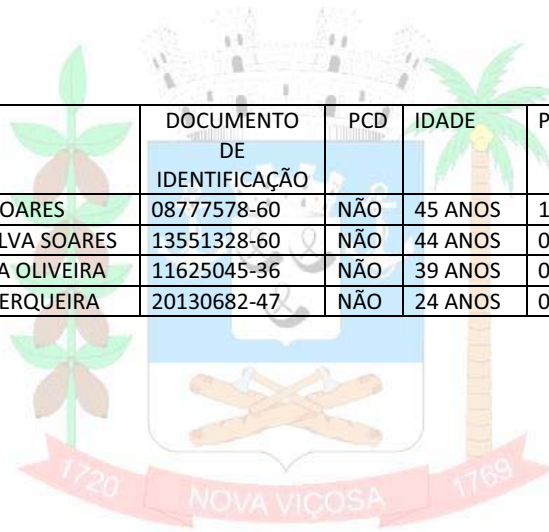 DOCUMENTO DE IDENTIFICAÇÃO PCD IDADE P
OARES 08777578-60 NÃO 45 ANOS 1
LVA SOARES 13551328-60 NÃO 44 ANOS 0
A OLIVEIRA 11625045-36 NÃO 39 ANOS 0
ERQUEIRA 20130682-47 NÃO 24 ANOS 0
1720 NOVA VIÇOSA 1769